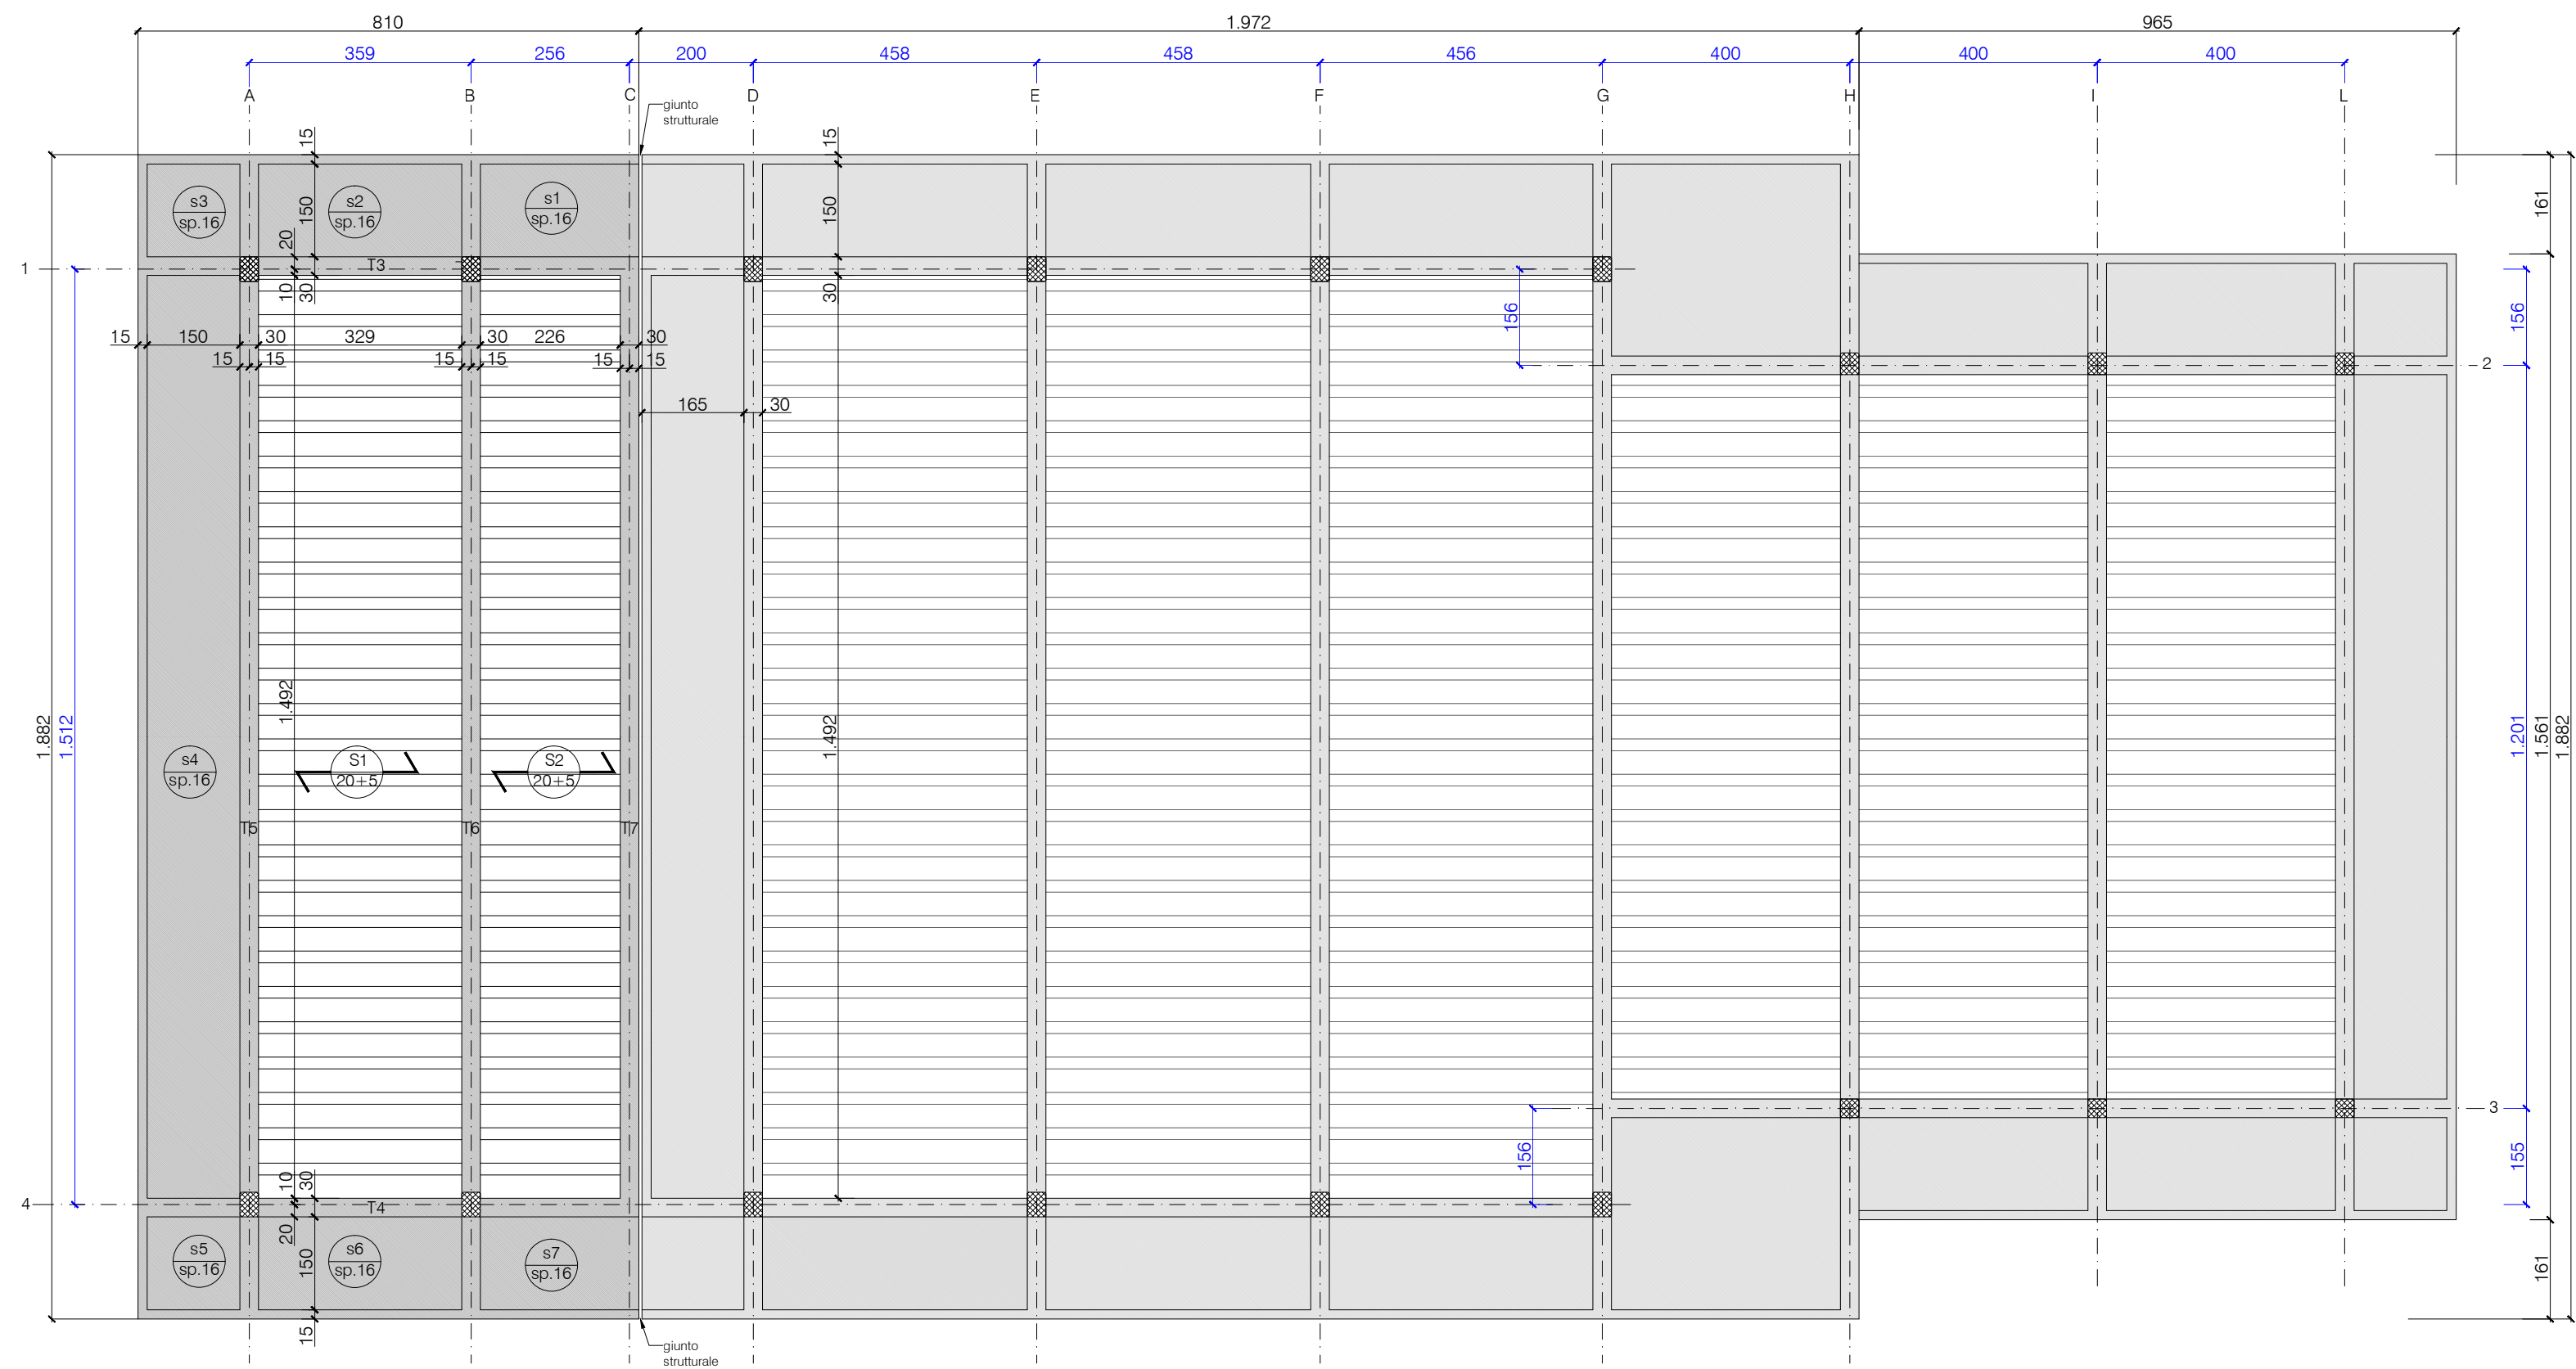 810
1.972
965
359
256
200
458
458
456
400
400
400
A
B
C
D
E
F
G
H
I
L
giunto
strutturale
15
15
s3
sp.16
s2
sp.16
s1
sp.16
150
150
161
20
1
T3
10
30
30
156
156
15
150
30
329
30
226
30
15
15
15
15
15
15
2
165
30
1.492
1.492
1.882
1.512
1.201
1.561
1.882
s4
sp.16
S1
20+5
S2
20+5
T5
T6
T7
3
156
155
10
30
4
T4
20
s5
sp.16
s6
sp.16
s7
sp.16
150
161
15
giunto
strutturale